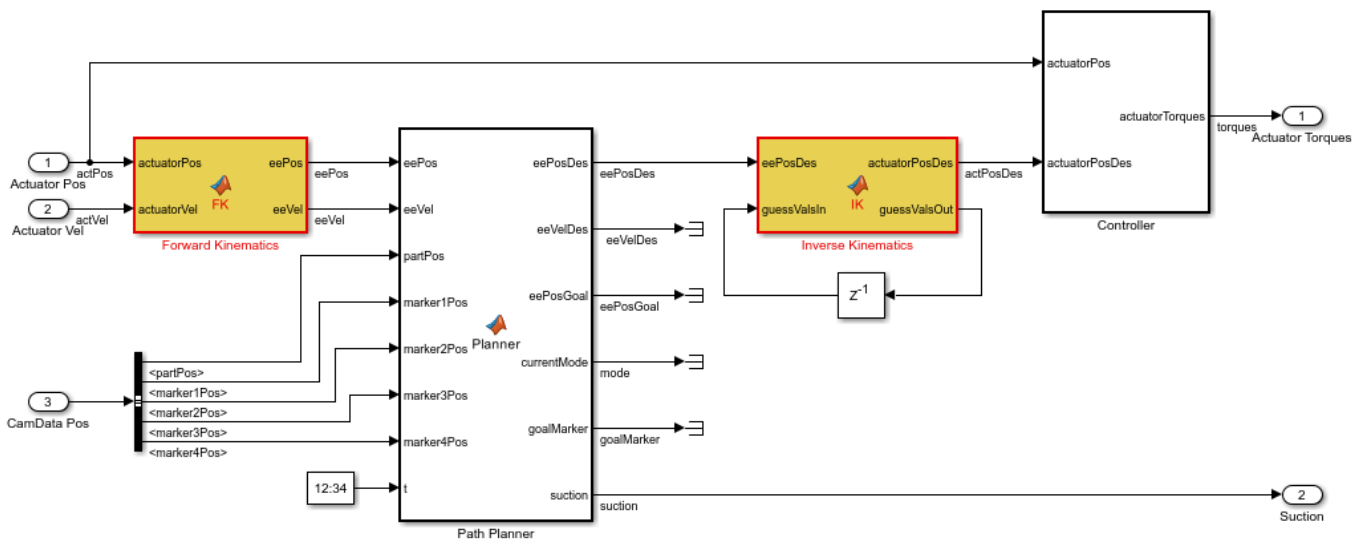 1
actPos
Actuator Pos
2
actVel
Actuator Vel
actuatorPos
eePos
FK
actuatorVel
eeVel
Forward Kinematics
eePos
eeVel
3
CamData Pos
<partPos>
<marker1Pos>
<marker2Pos>
<marker3Pos>
<marker4Pos>
12:34
eePos
eeVel
partPos
marker1Pos
marker2Pos
marker3Pos
marker4Pos
t
Planner
eePosDes
eeVelDes
eePosGoal
currentMode
goalMarker
suction
Path Planner
eePosDes
eeVelDes
eePosGoal
mode
goalMarker
suction
eePosDes
actuatorPosDes
IK
guessValsIn
guessValsOut
Inverse Kinematics
Z-1
actPosDes
actuatorPos
actuatorTorques
actuatorPosDes
Controller
torques
1
Actuator Torques
2
Suction